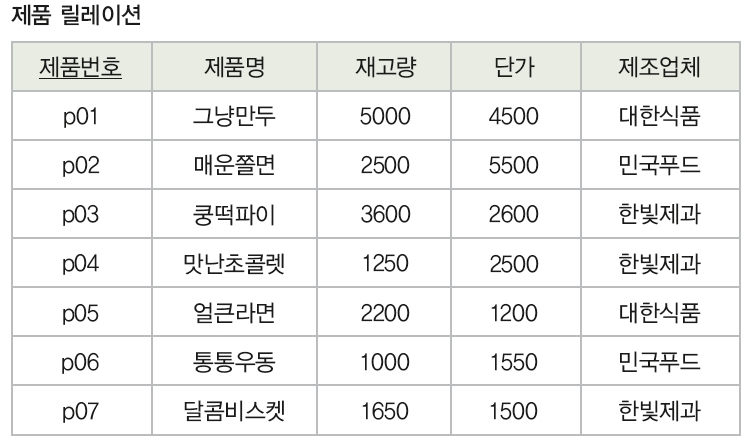 제품 릴레이션
제품번호 제품명 재고량 단가 제조업체
p01 그냥만두 5000 4500 대한식품
p02 매운쫄면 2500 5500 민국푸드
p03 쿵떡파이 3600 2600 한빛제과
p04 맛난초콜렛 1250 2500 한빛제과
p05 얼큰라면 2200 1200 대한식품
p06 통통우동 1000 1550 민국푸드
p07 달콤비스켓 1650 1500 한빛제과